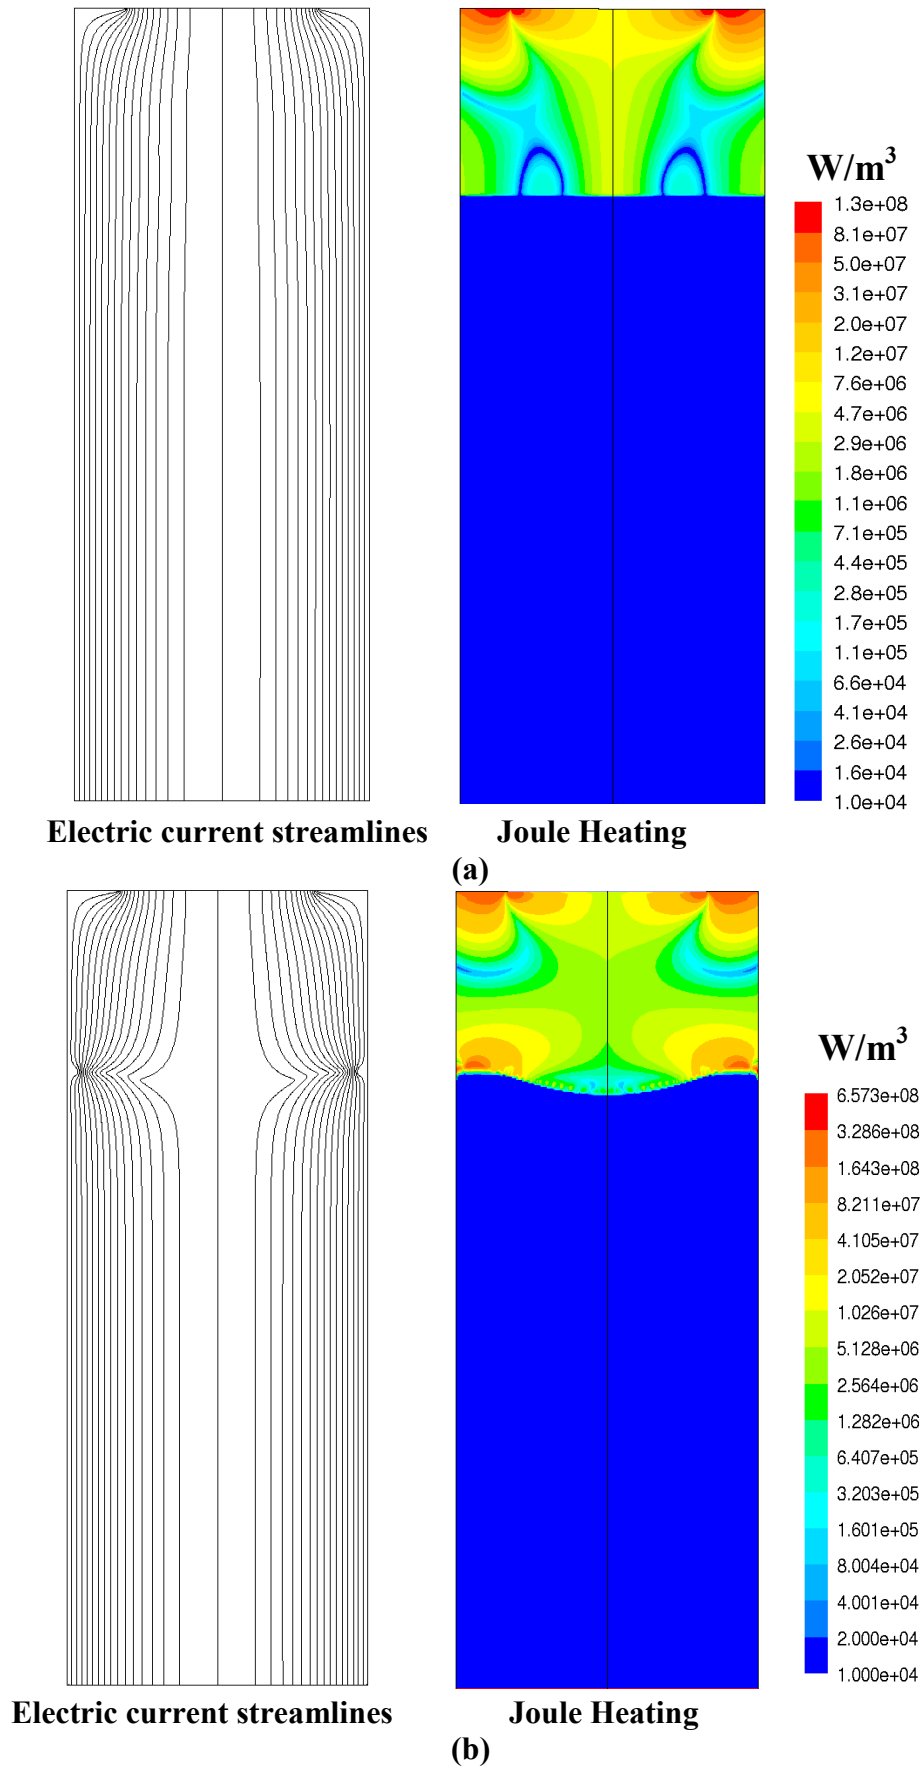 W/m³
1.3e+08
8.1e+07
5.0e+07
3.1e+07
2.0e+07
1.2e+07
7.6e+06
4.7e+06
2.9e+06
1.8e+06
1.1e+06
7.1e+05
4.4e+05
2.8e+05
1.7e+05
1.1e+05
6.6e+04
4.1e+04
2.6e+04
1.6e+04
1.0e+04
Electric current streamlines Joule Heating
(a)
W/m³
6.573e+08
3.286e+08
1.643e+08
8.211e+07
4.105e+07
2.052e+07
1.026e+07
5.128e+06
2.564e+06
1.282e+06
6.407e+05
3.203e+05
1.601e+05
8.004e+04
4.001e+04
2.000e+04
1.000e+04
Electric current streamlines Joule Heating
(b)